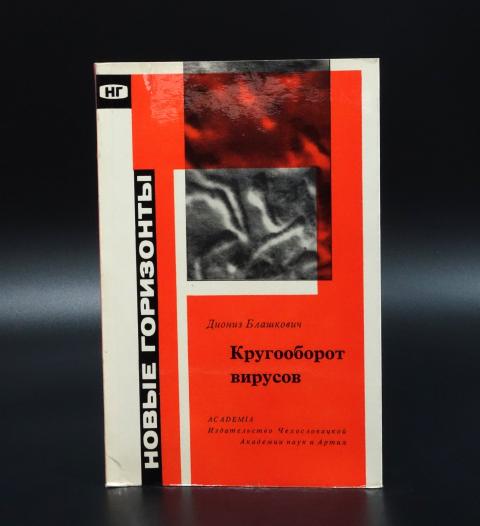 НГ
НОВЫЕ ГОРИЗОНТЫ
Диониз Блашкович
Кругооборот
вирусов
ACADEMIA
Издательство Чехословацкой
Академии наук и Артия